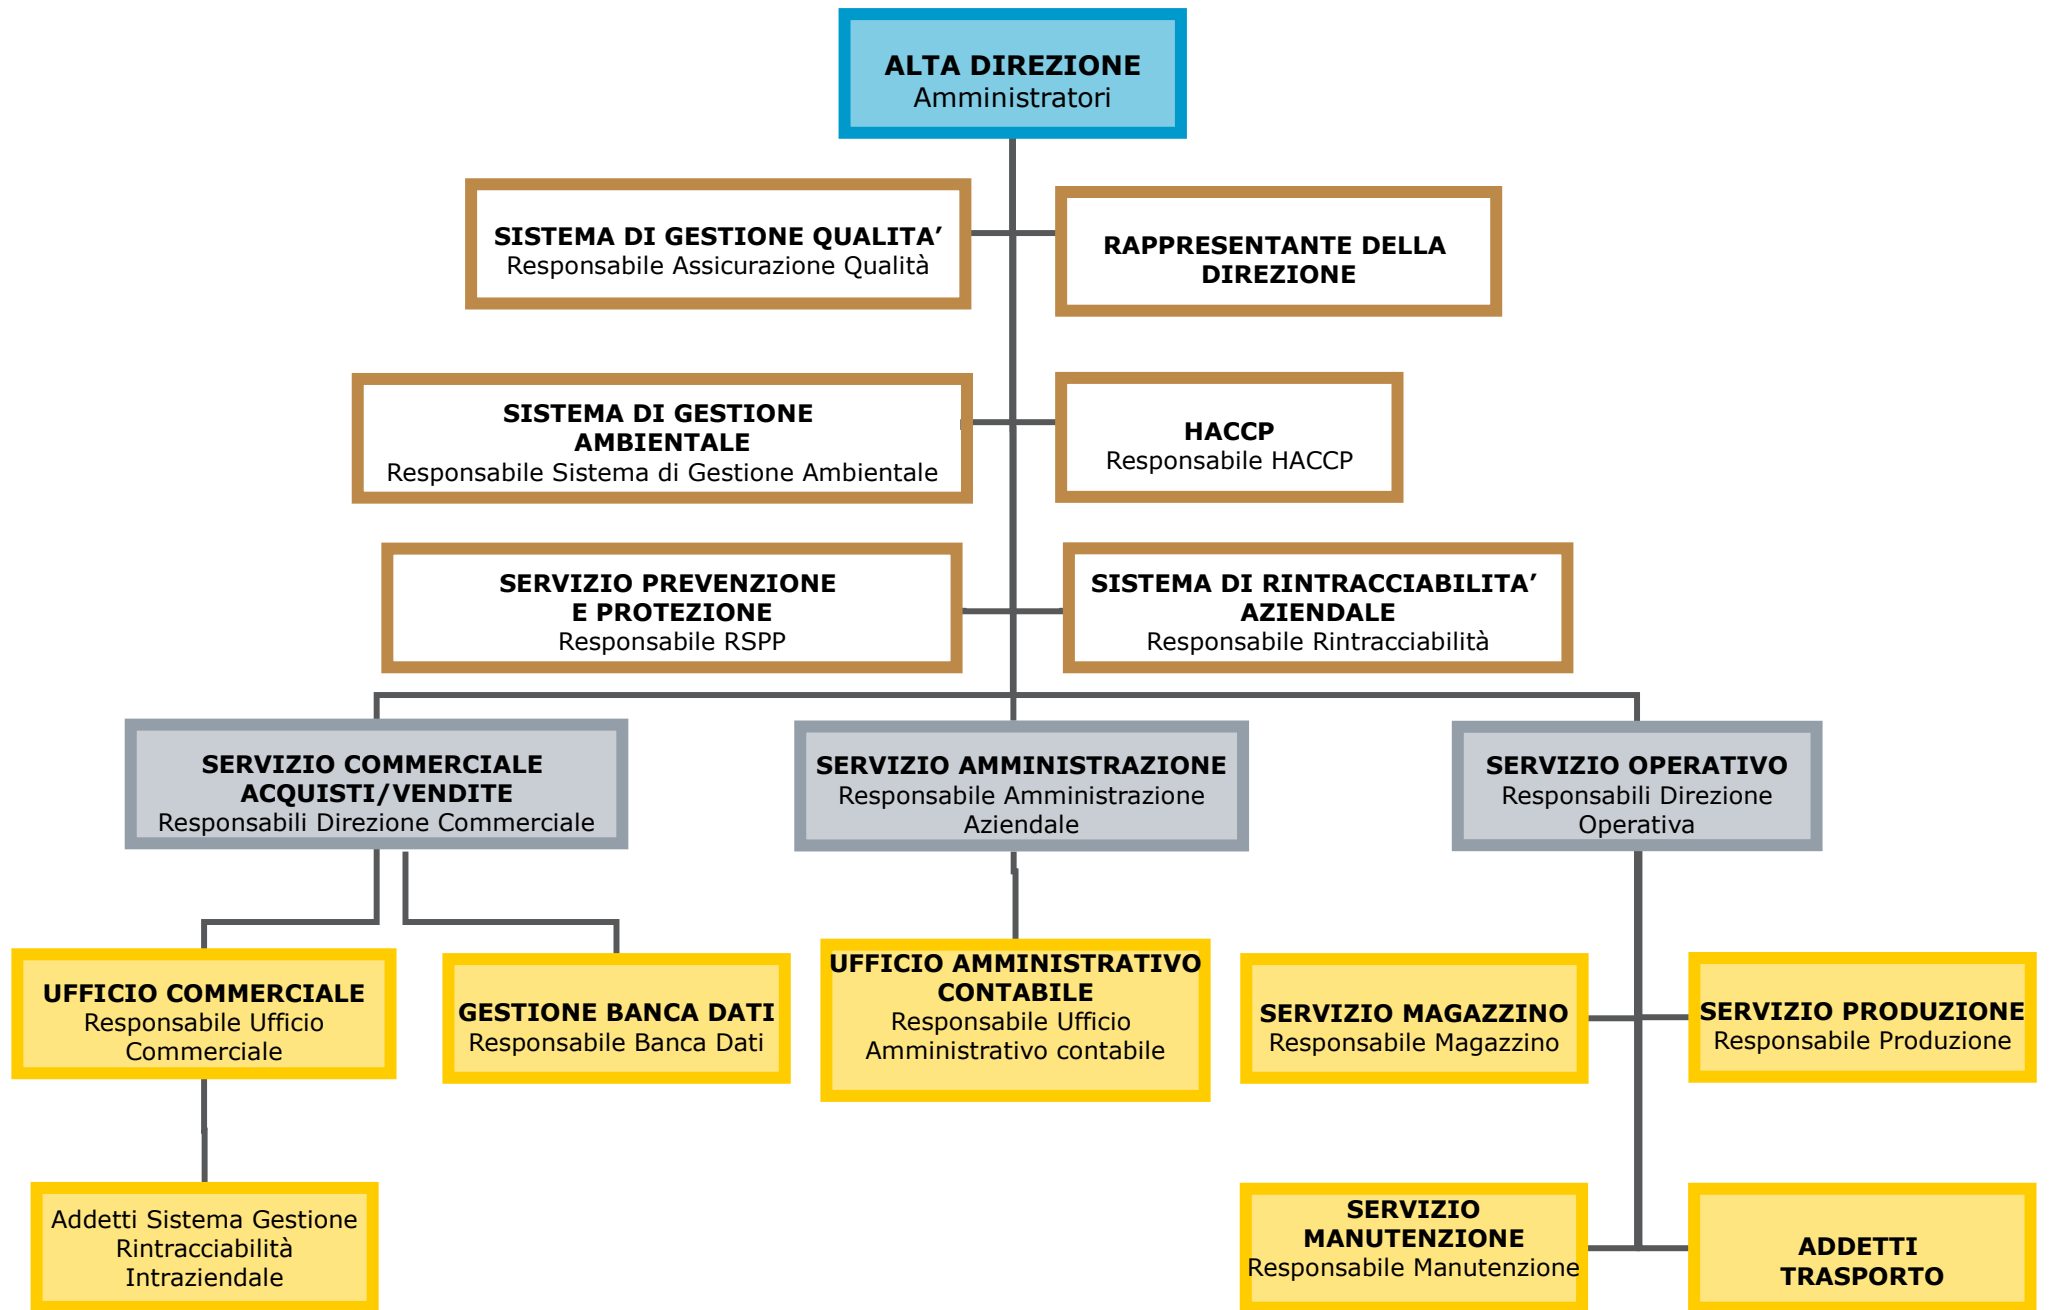 ALTA DIREZIONE
Amministratori
SISTEMA DI GESTIONE QUALITA’
Responsabile Assicurazione Qualità
RAPPRESENTANTE DELLA
DIREZIONE
SISTEMA DI GESTIONE
AMBIENTALE
Responsabile Sistema di Gestione Ambientale
HACCP
Responsabile HACCP
SERVIZIO PREVENZIONE
E PROTEZIONE
Responsabile RSPP
SISTEMA DI RINTRACCIABILITA’
AZIENDALE
Responsabile Rintracciabilità
SERVIZIO COMMERCIALE
ACQUISTI/VENDITE
Responsabili Direzione Commerciale
SERVIZIO AMMINISTRAZIONE
Responsabile Amministrazione
Aziendale
SERVIZIO OPERATIVO
Responsabili Direzione
Operativa
UFFICIO COMMERCIALE
Responsabile Ufficio
Commerciale
GESTIONE BANCA DATI
Responsabile Banca Dati
UFFICIO AMMINISTRATIVO
CONTABILE
Responsabile Ufficio
Amministrativo contabile
SERVIZIO MAGAZZINO
Responsabile Magazzino
SERVIZIO PRODUZIONE
Responsabile Produzione
Addetti Sistema Gestione
Rintracciabilità
Intraziendale
SERVIZIO
MANUTENZIONE
Responsabile Manutenzione
ADDETTI
TRASPORTO